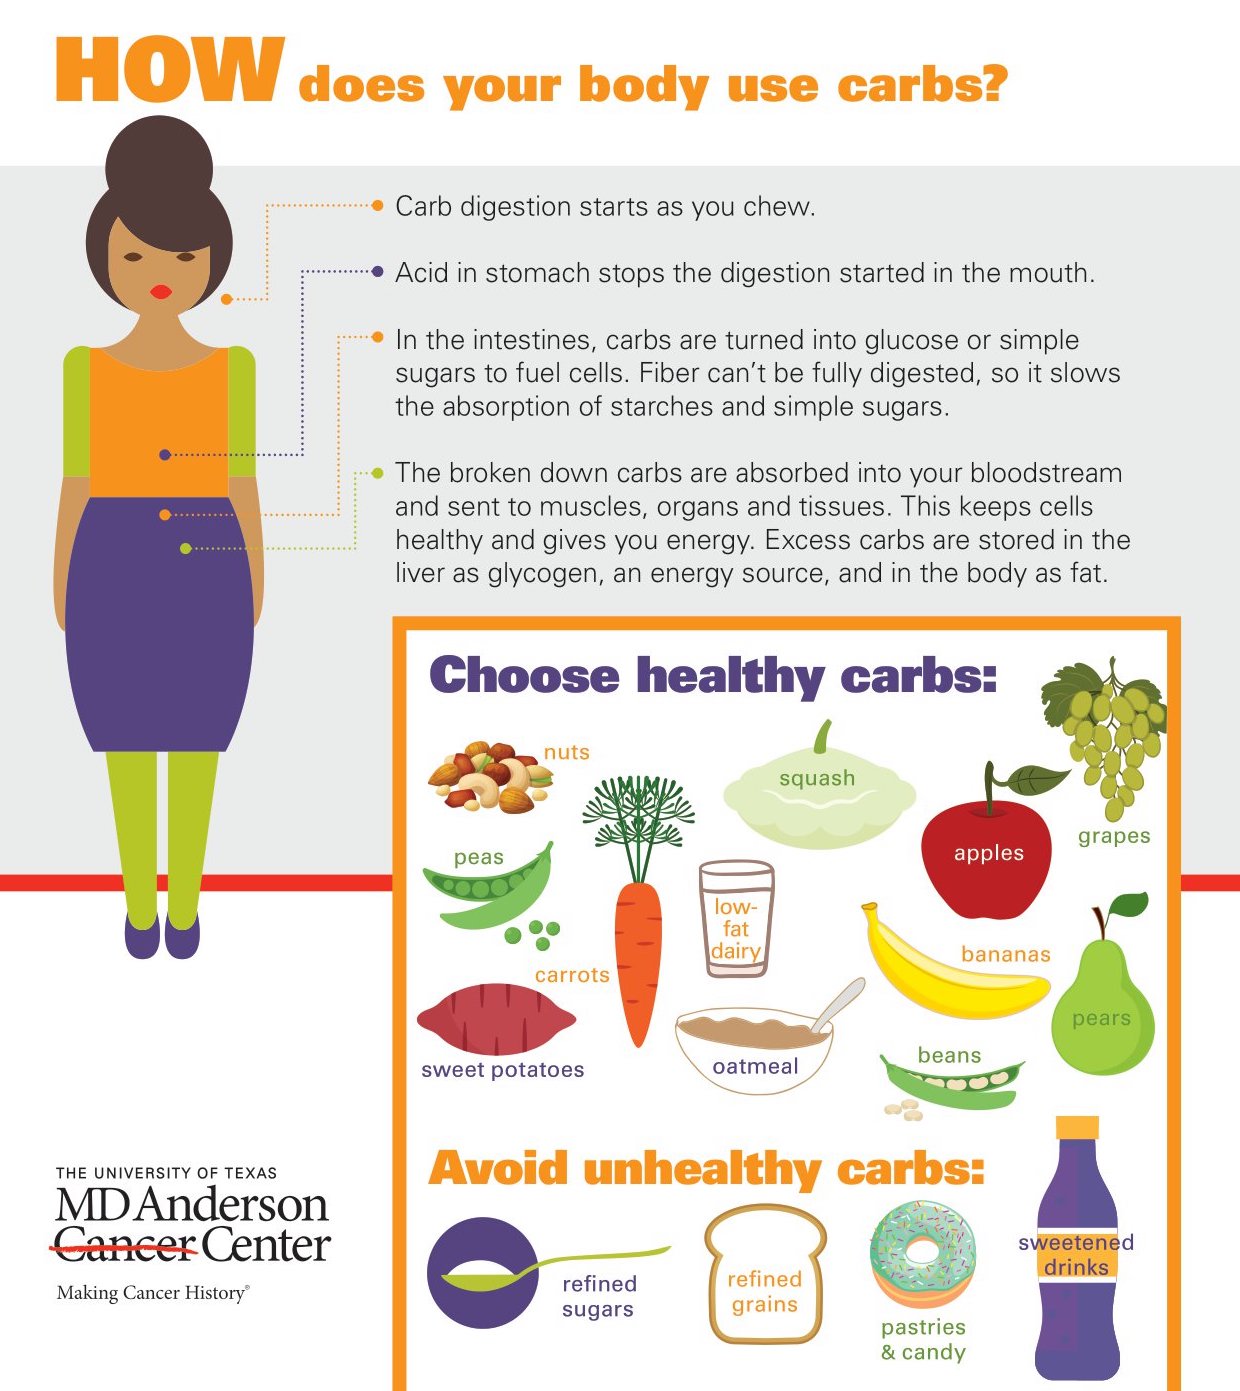 HOW does your body use carbs?
Carb digestion starts as you chew.
Acid in stomach stops the digestion started in the mouth.
In the intestines, carbs are turned into glucose or simple
sugars to fuel cells. Fiber can’t be fully digested, so it slows
the absorption of starches and simple sugars.
The broken down carbs are absorbed into your bloodstream
and sent to muscles, organs and tissues. This keeps cells
healthy and gives you energy. Excess carbs are stored in the
liver as glycogen, an energy source, and in the body as fat.
Choose healthy carbs:
nuts
squash
grapes
apples
peas
low-
fat
dairy
bananas
carrots
pears
sweet potatoes
oatmeal
beans
Avoid unhealthy carbs:
refined
sugars
refined
grains
pastries
& candy
sweetened
drinks
THE UNIVERSITY OF TEXAS
MD Anderson
Cancer Center
Making Cancer History®